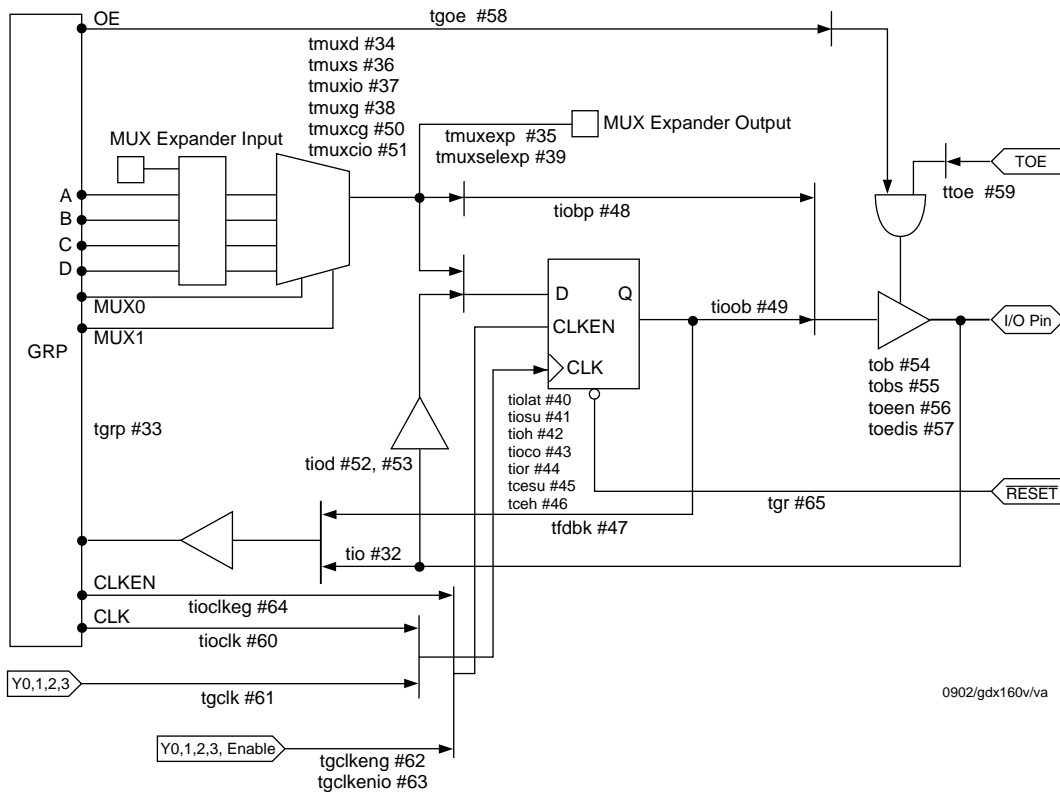 OE
tgoe #58
tmuxd #34
tmuxs #36
tmuxio #37
tmuxg #38
tmuxcg #50
tmuxcio #51
MUX Expander Input
MUX Expander Output
tmuxexp #35
tmuxselexp #39
TOE
ttoe #59
A
B
C
D
tiobp #48
MUX0
MUX1
GRP
D
Q
CLKEN
CLK
tioob #49
I/O Pin
tob #54
tobs #55
toeen #56
toedis #57
tiolat #40
tiosu #41
tioh #42
tioco #43
tior #44
tcesu #45
tceh #46
tgrp #33
tiod #52, #53
RESET
tgr #65
tfdbk #47
tio #32
CLKEN
tioclkeg #64
CLK
tioclk #60
Y0,1,2,3
tgclk #61
0902/gdx160v/va
Y0,1,2,3, Enable
tgclkeng #62
tgclkenio #63